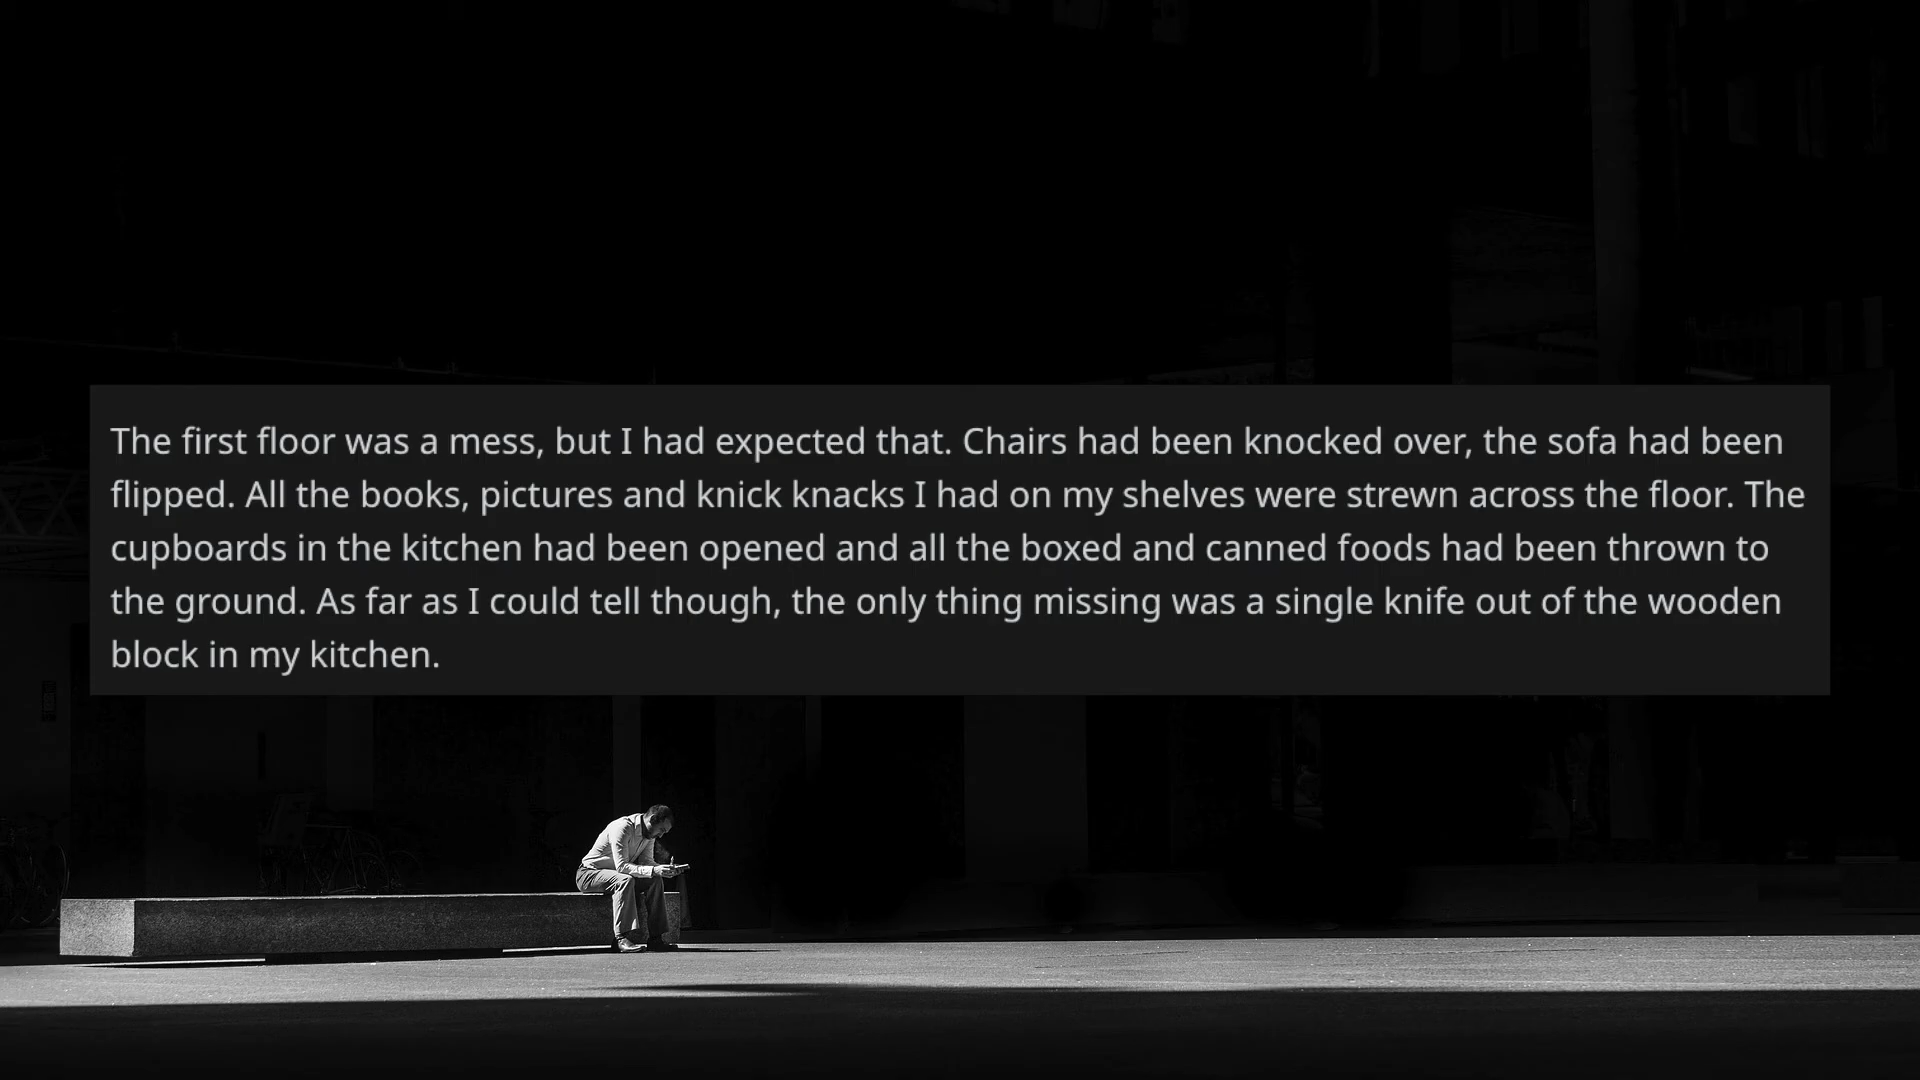 The first floor was a mess, but I had expected that. Chairs had been knocked over, the sofa had been
flipped. All the books, pictures and knick knacks I had on my shelves were strewn across the floor. The
cupboards in the kitchen had been opened and all the boxed and canned foods had been thrown to
the ground. As far as I could tell though, the only thing missing was a single knife out of the wooden
block in my kitchen.